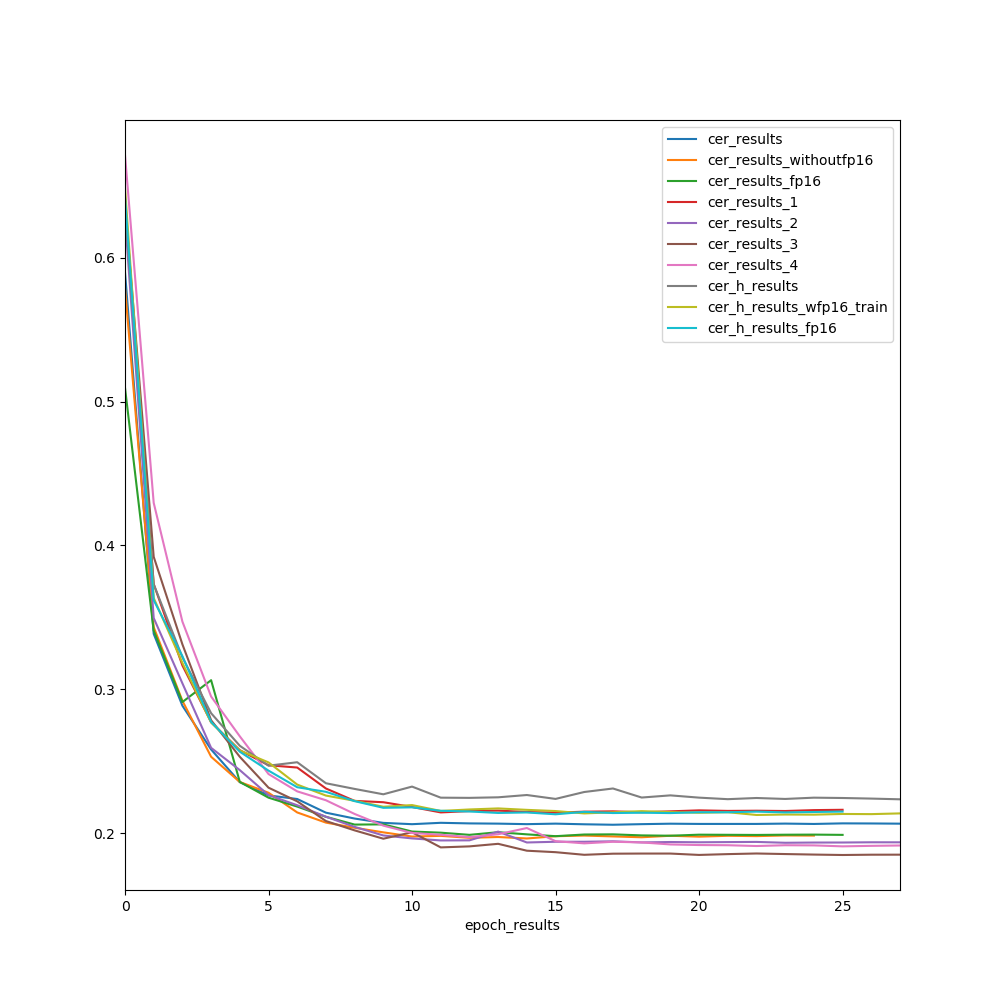 cer_results
cer_results_withoutfp16
cer_results_fp16
cer_results_1
cer_results_2
cer_results_3
cer_results_4
cer_h_results
cer_h_results_wfp16_train
cer_h_results_fp16
0.6
0.5
0.4
0.3
0.2
0 5 10 15 20 25
epoch_results